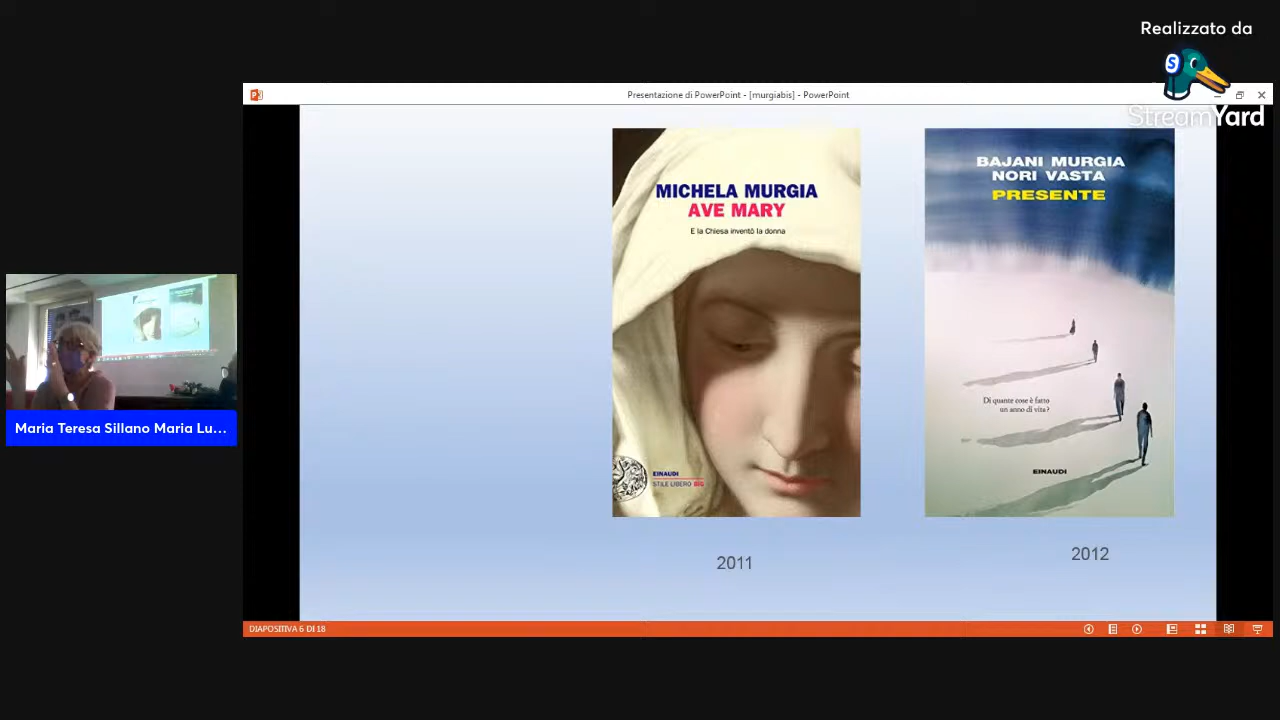 Realizzato da
S
StreamYard
Presentazione di PowerPoint - [murgiabis] - PowerPoint
MICHELA MURGIA
AVE MARY
E la Chiesa inventò la donna
EINAUDI
STILE LIBERO BIG
2011
BAJANI MURGIA
NORI VASTA
PRESENTE
Di quante cose è fatto
un anno di vita?
EINAUDI
2012
Maria Teresa Sillano Maria Lu...
DIAPOSITIVA 6 DI 18